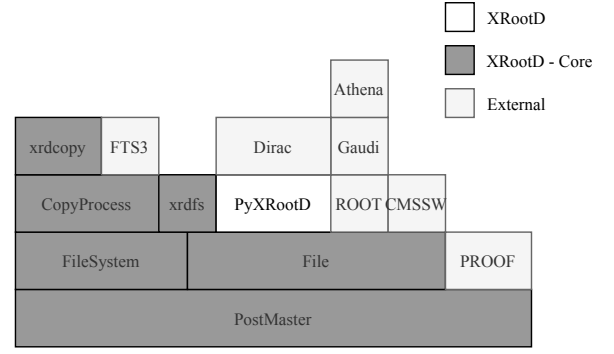 XRootD
XRootD - Core
External
Athena
xrdcopy FTS3 Dirac Gaudi
CopyProcess xrdfs PyXRootD ROOT CMSSW
FileSystem File PROOF
PostMaster